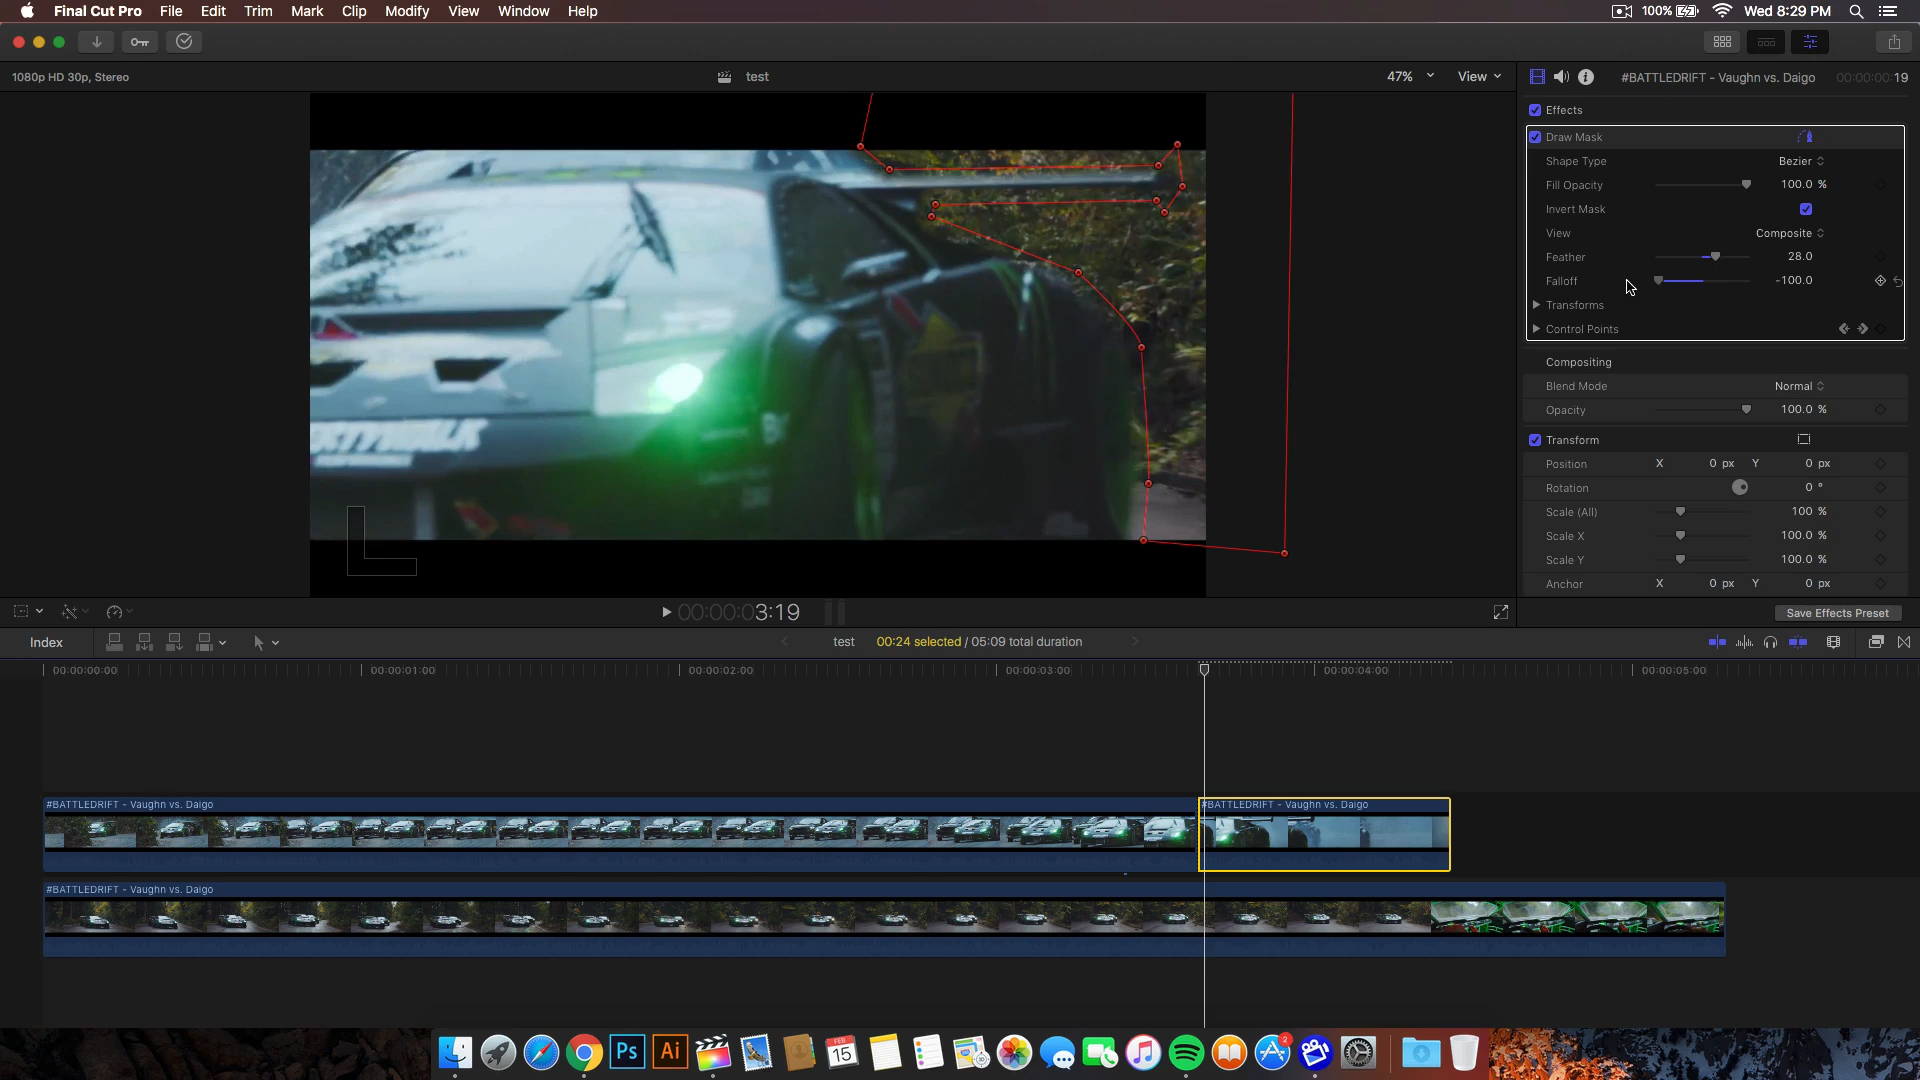 Final Cut Pro File Edit Trim Mark Clip Modify View Window Help 100% Wed 8:29 PM
1080p HD 30p, Stereo test 47% View #BATTLEDRIFT - Vaughn vs. Daigo 00:00:00:19
Effects
Draw Mask
Shape Type Bezier
Fill Opacity 100.0 %
Invert Mask
View Composite
Feather 28.0
Falloff -100.0
Transforms
Control Points
Compositing
Blend Mode Normal
Opacity 100.0 %
Transform
Position X 0 px Y 0 px
Rotation 0 °
Scale (All) 100 %
Scale X 100.0 %
Scale Y 100.0 %
Anchor X 0 px Y 0 px
00:00:03:19 Save Effects Preset
Index test 00:24 selected / 05:09 total duration
00:00:00:00 00:00:01:00 00:00:02:00 00:00:03:00 00:00:04:00 00:00:05:00
#BATTLEDRIFT - Vaughn vs. Daigo #BATTLEDRIFT - Vaughn vs. Daigo
#BATTLEDRIFT - Vaughn vs. Daigo
Ps Ai FEB 15 2